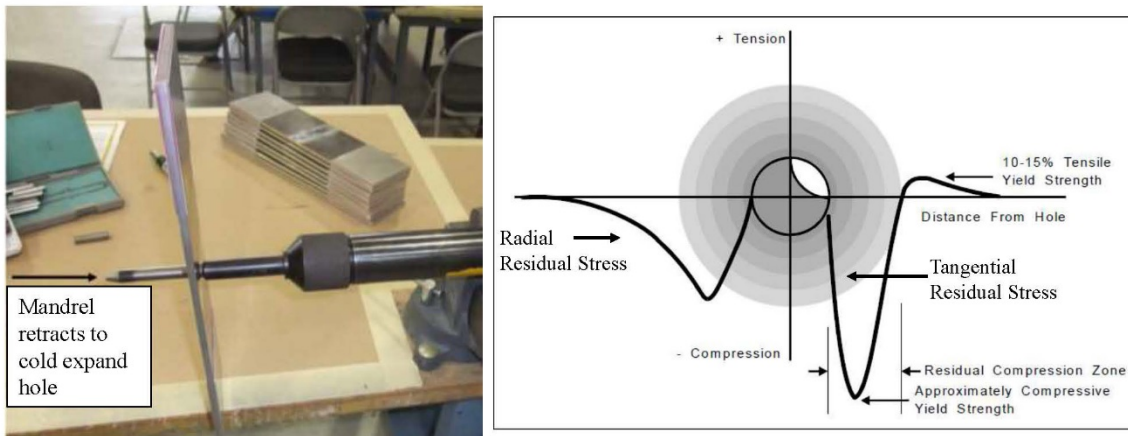 Mandrel
retracts to
cold expand
hole
+ Tension
10-15% Tensile
Yield Strength
Distance From Hole
Radial
Residual Stress
Tangential
Residual Stress
- Compression
Residual Compression Zone
Approximately Compressive
Yield Strength